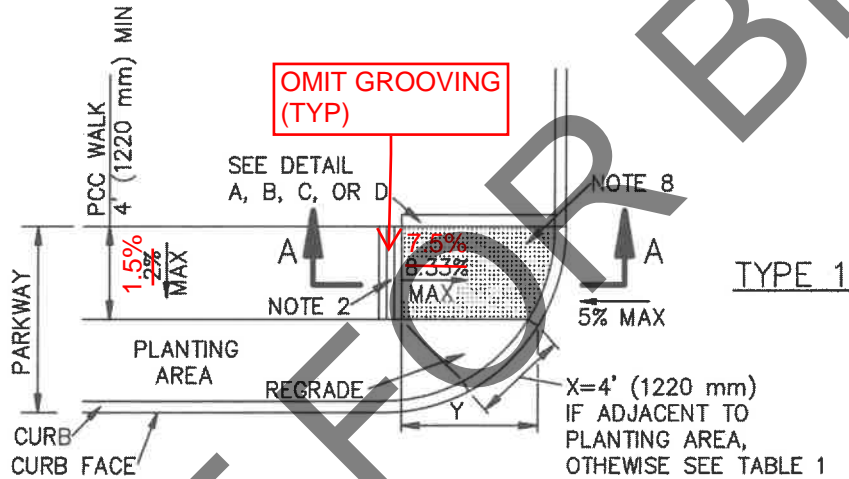 OMIT GROOVING
(TYP)
PCC WALK
4' (1220 mm) MIN
SEE DETAIL
A, B, C, OR D
NOTE 8
A
A
7.5%
8.33%
MAX
1.5%
2%
MAX
NOTE 2
5% MAX
TYPE 1
PARKWAY
PLANTING
AREA
REGRADE
Y
X=4' (1220 mm)
IF ADJACENT TO
PLANTING AREA,
OTHEWISE SEE TABLE 1
CURB
CURB FACE